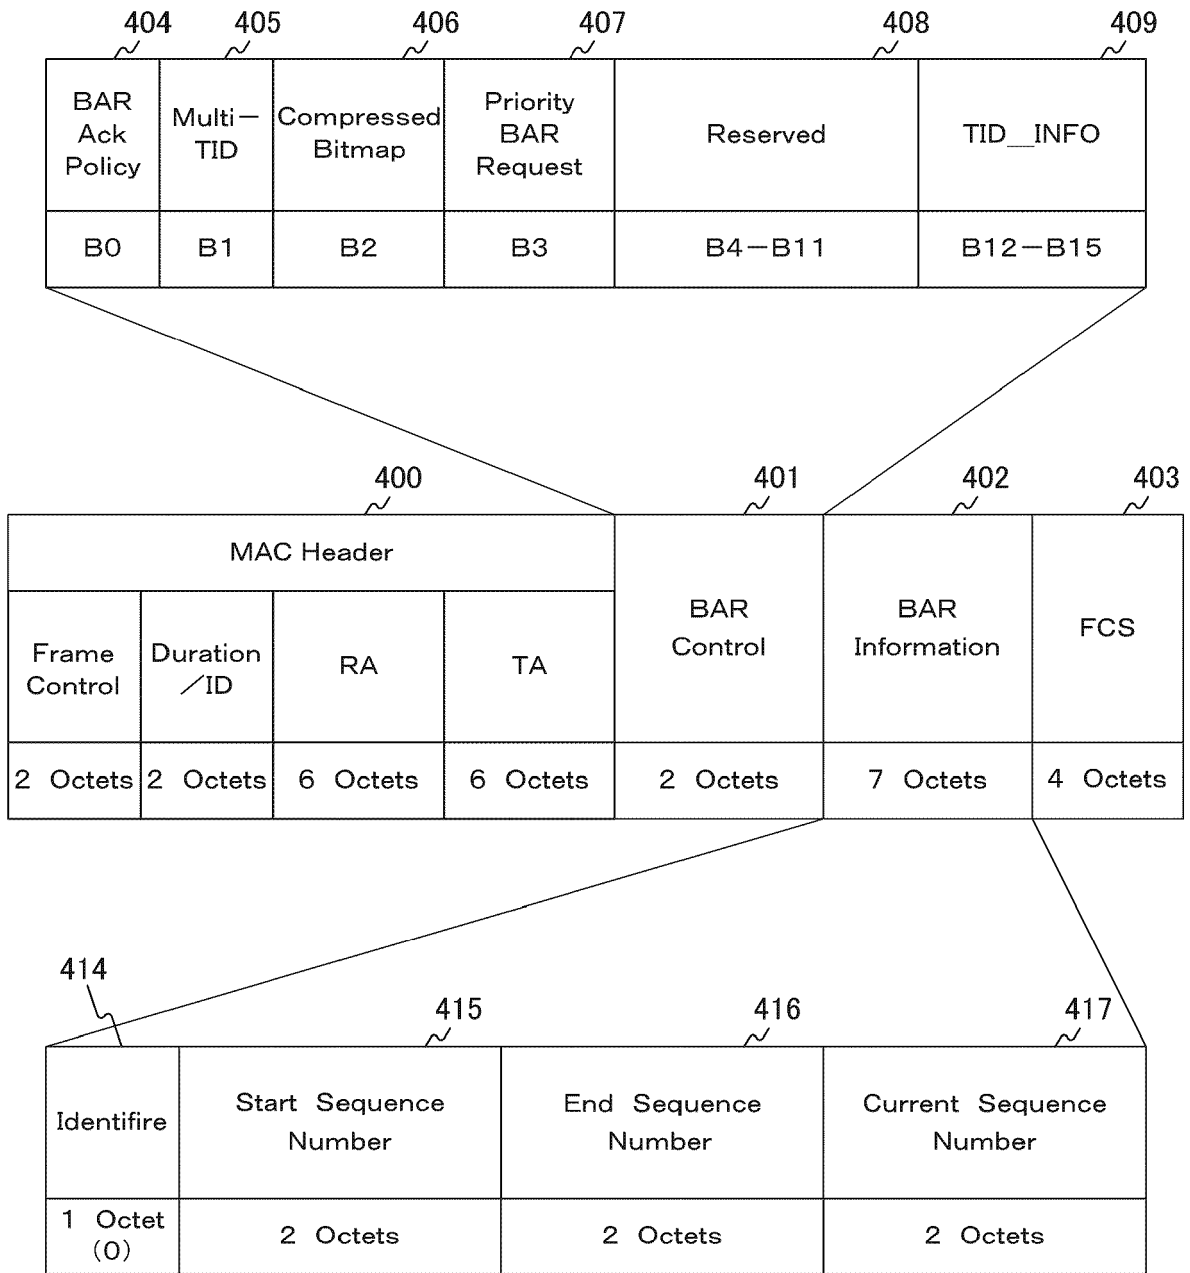 404 405 406 407 408 409
BAR Ack Policy
Multi-TID
Compressed Bitmap
Priority BAR Request
Reserved
TID__INFO
B0 B1 B2 B3 B4-B11 B12-B15
400 401 402 403
MAC Header
Frame Control
Duration/ID
RA
TA
BAR Control
BAR Information
FCS
2 Octets 2 Octets 6 Octets 6 Octets 2 Octets 7 Octets 4 Octets
414 415 416 417
Identifire
Start Sequence Number
End Sequence Number
Current Sequence Number
1 Octet (0)
2 Octets 2 Octets 2 Octets